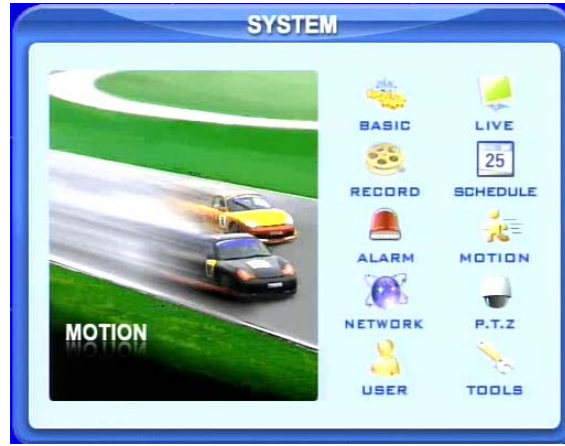 SYSTEM
BASIC LIVE
25
RECORD SCHEDULE
ALARM MOTION
NETWORK P.T.Z
MOTION
USER TOOLS